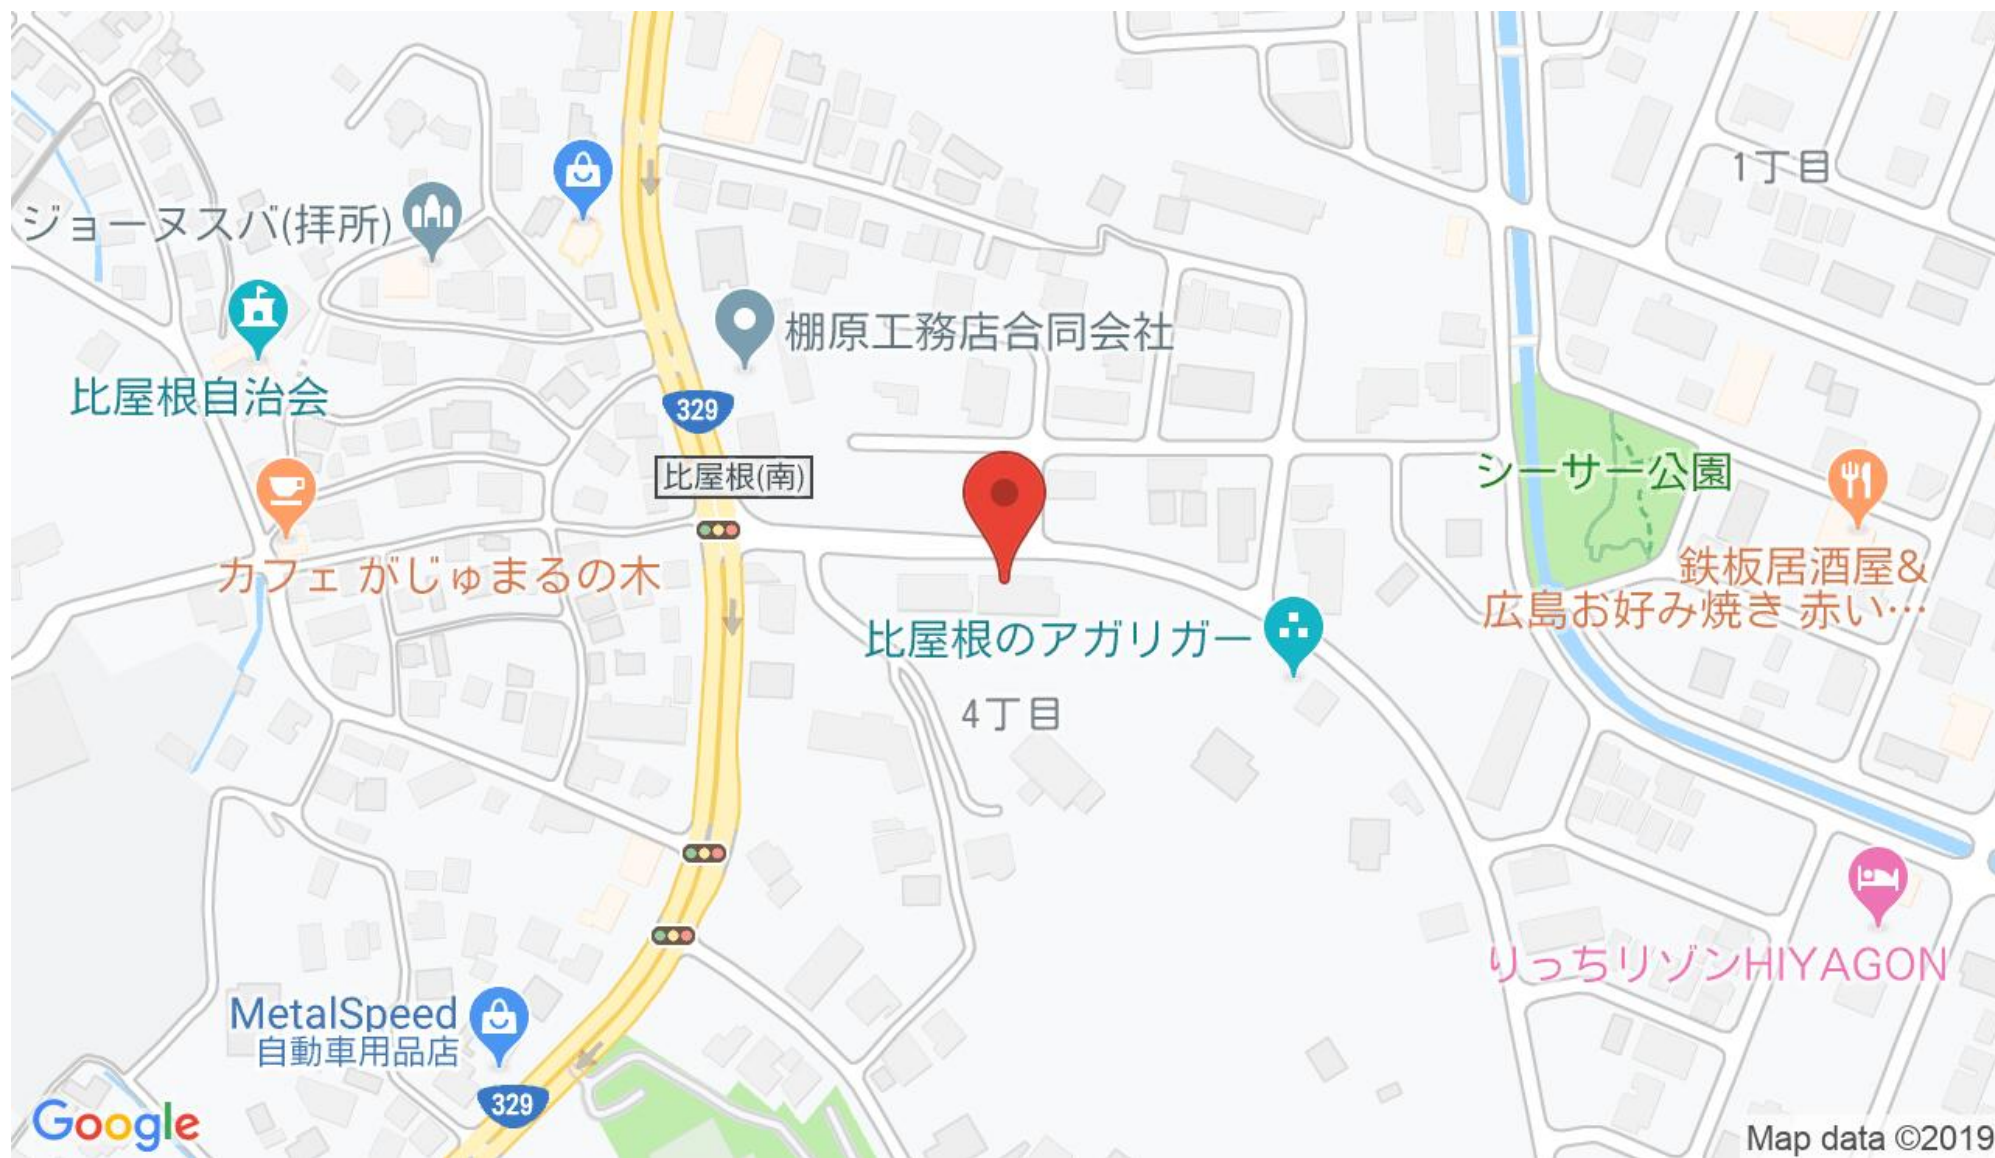 1丁目
ジョーヌスバ(拝所)
棚原工務店合同会社
比屋根自治会
329
比屋根(南)
シーサー公園
カフェ がじゅまるの木
鉄板居酒屋&
広島お好み焼き 赤い…
比屋根のアガリガー
4丁目
りっちリゾンHIYAGON
MetalSpeed
自動車用品店
329
Google
Map data ©2019